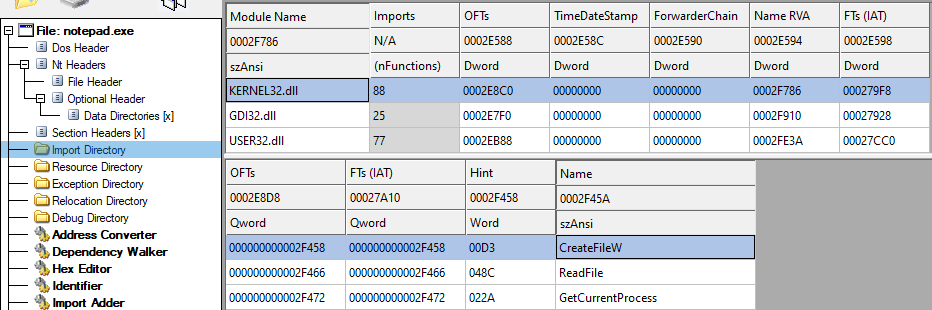 File: notepad.exe
Dos Header
Nt Headers
File Header
Optional Header
Data Directories [x]
Section Headers [x]
Import Directory
Resource Directory
Exception Directory
Relocation Directory
Debug Directory
Address Converter
Dependency Walker
Hex Editor
Identifier
Import Adder
Module Name Imports OFTs TimeDateStamp ForwarderChain Name RVA FTs (IAT)
0002F786 N/A 0002E588 0002E58C 0002E590 0002E594 0002E598
szAnsi (nFunctions) Dword Dword Dword Dword Dword
KERNEL32.dll 88 0002E8C0 00000000 00000000 0002F786 000279F8
GDI32.dll 25 0002E7F0 00000000 00000000 0002F910 00027928
USER32.dll 77 0002EB88 00000000 00000000 0002FE3A 00027CC0
OFTs FTs (IAT) Hint Name
0002E8D8 00027A10 0002F458 0002F45A
Qword Qword Word szAnsi
000000000002F458 000000000002F458 00D3 CreateFileW
000000000002F466 000000000002F466 048C ReadFile
000000000002F472 000000000002F472 022A GetCurrentProcess